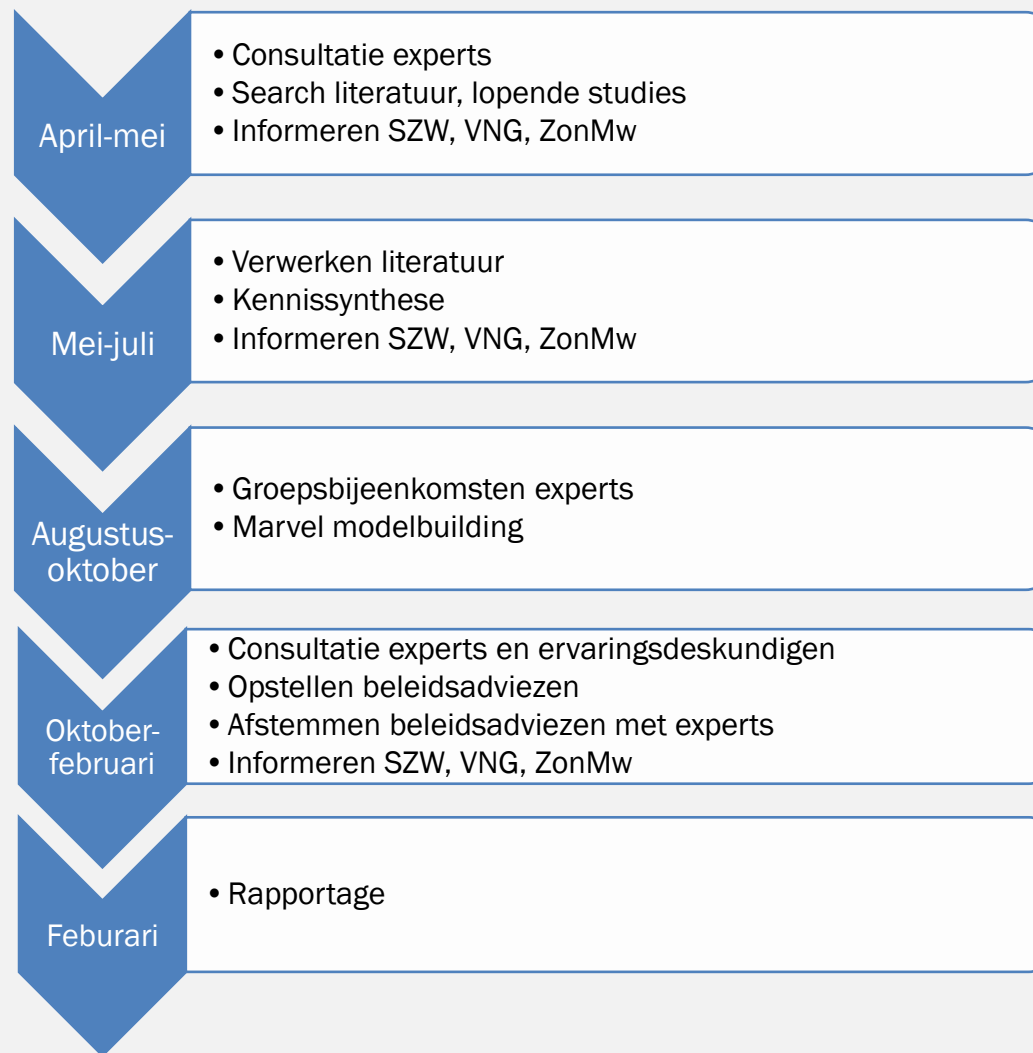 April-mei
• Consultatie experts
• Search literatuur, lopende studies
• Informeren SZW, VNG, ZonMw
Mei-juli
• Verwerken literatuur
• Kennissynthese
• Informeren SZW, VNG, ZonMw
Augustus-
oktober
• Groepsbijeenkomsten experts
• Marvel modelbuilding
Oktober-
februari
• Consultatie experts en ervaringsdeskundigen
• Opstellen beleidsadviezen
• Afstemmen beleidsadviezen met experts
• Informeren SZW, VNG, ZonMw
Feburari
• Rapportage